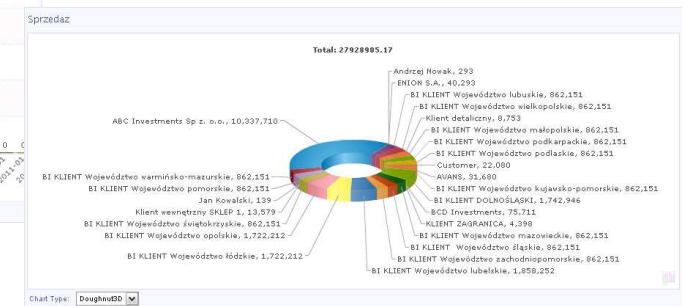 Sprzedaz
Total: 27928905.17
Andrzej Nowak, 293
ENION S.A., 40,293
BI KLIENT Województwo lubuskie, 862,151
BI KLIENT Województwo wielkopolskie, 862,151
Klient detaliczny, 8,753
BI KLIENT Województwo małopolskie, 862,151
BI KLIENT Województwo podkarpackie, 862,151
BI KLIENT Województwo podlaskie, 862,151
Customer, 22,080
AVANS, 31,680
BI KLIENT Województwo kujawsko-pomorskie, 862,151
BI KLIENT DOLNOŚLĄSKI, 1,742,946
BCD Investments, 75,711
KLIENT ZAGRANICA, 4,398
BI KLIENT Województwo mazowieckie, 862,151
BI KLIENT Województwo śląskie, 862,151
BI KLIENT Województwo zachodniopomorskie, 862,151
BI KLIENT Województwo lubelskie, 1,858,252
ABC Investments Sp z. o.o., 10,337,710
BI KLIENT Województwo warmińsko-mazurskie, 862,151
BI KLIENT Województwo pomorskie, 862,151
Jan Kowalski, 139
Klient wewnętrzny SKLEP 1, 13,579
BI KLIENT Województwo świętokrzyskie, 862,151
BI KLIENT Województwo opolskie, 1,722,212
BI KLIENT Województwo łódzkie, 1,722,212
0 0
Chart Type: Doughnut3D